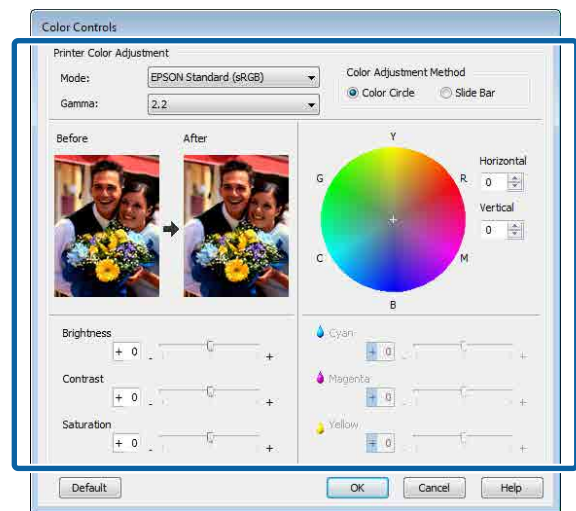 Color Controls
Printer Color Adjustment
Mode: EPSON Standard (sRGB)
Gamma: 2.2
Color Adjustment Method
Color Circle Slide Bar
Before After
Y
G R
C M
B
Horizontal
0
Vertical
0
Brightness
+ 0 - +
Contrast
+ 0 - +
Saturation
+ 0 - +
Cyan
+ 0 - +
Magenta
+ 0 - +
Yellow
+ 0 - +
Default OK Cancel Help